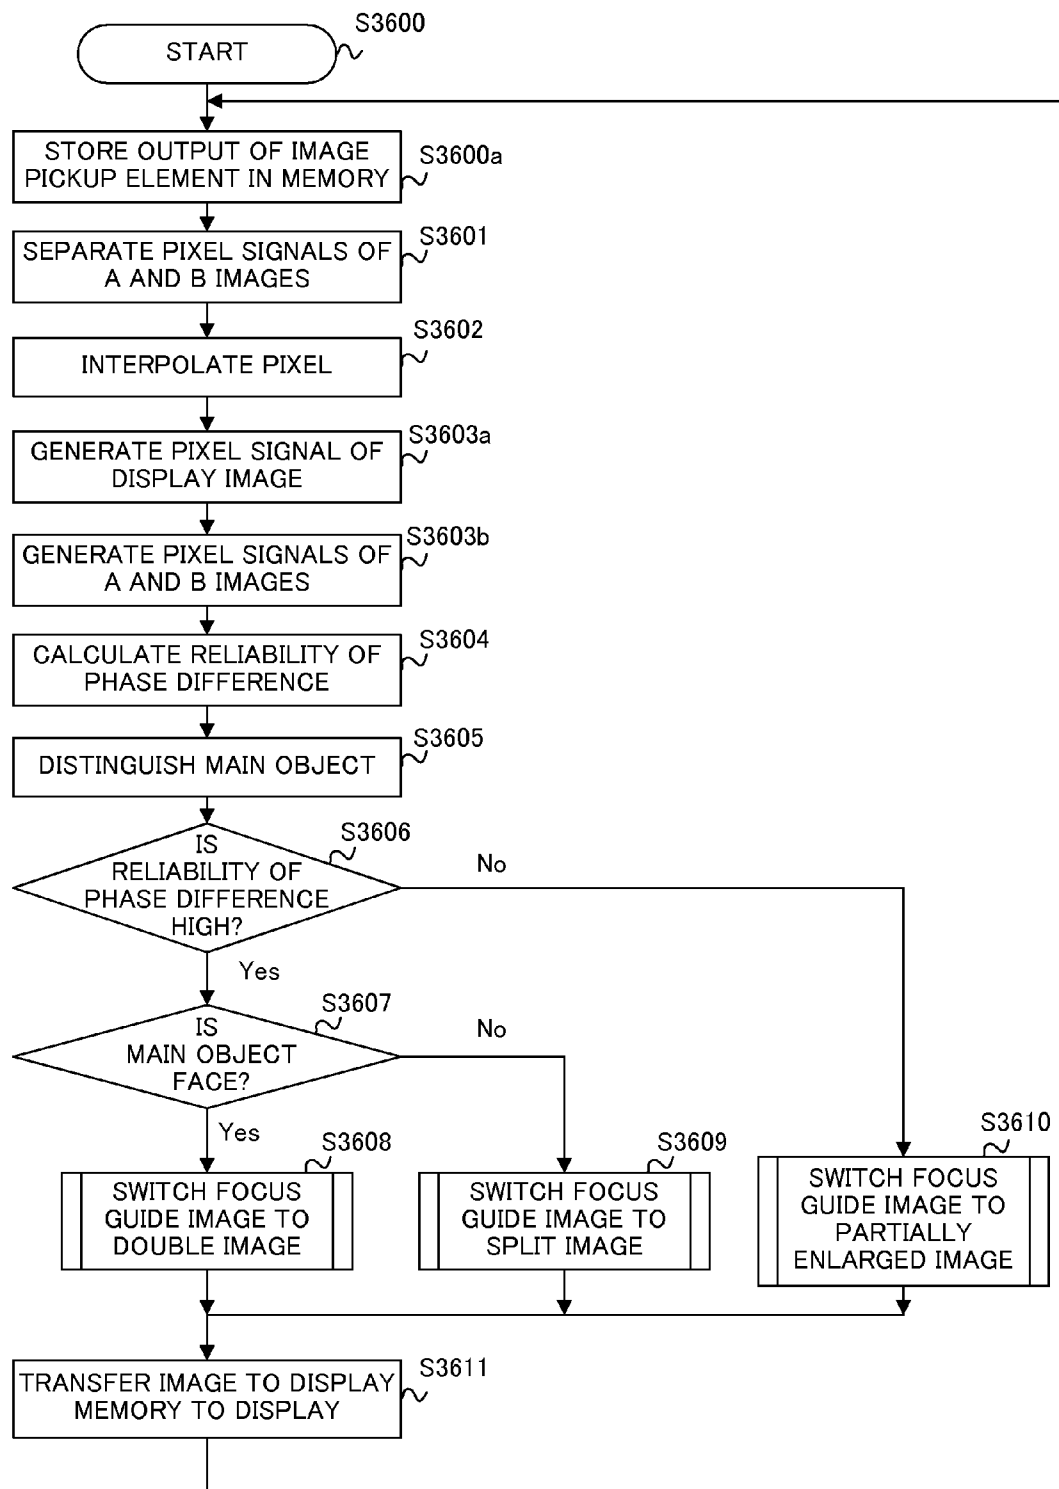 S3600
START
STORE OUTPUT OF IMAGE
PICKUP ELEMENT IN MEMORY
S3600a
SEPARATE PIXEL SIGNALS OF
A AND B IMAGES
S3601
INTERPOLATE PIXEL
S3602
GENERATE PIXEL SIGNAL OF
DISPLAY IMAGE
S3603a
GENERATE PIXEL SIGNALS OF
A AND B IMAGES
S3603b
CALCULATE RELIABILITY OF
PHASE DIFFERENCE
S3604
DISTINGUISH MAIN OBJECT
S3605
IS
RELIABILITY OF
PHASE DIFFERENCE
HIGH?
S3606
No
Yes
IS
MAIN OBJECT
FACE?
S3607
No
Yes
S3608
SWITCH FOCUS
GUIDE IMAGE TO
DOUBLE IMAGE
S3609
SWITCH FOCUS
GUIDE IMAGE TO
SPLIT IMAGE
S3610
SWITCH FOCUS
GUIDE IMAGE TO
PARTIALLY
ENLARGED IMAGE
TRANSFER IMAGE TO DISPLAY
MEMORY TO DISPLAY
S3611